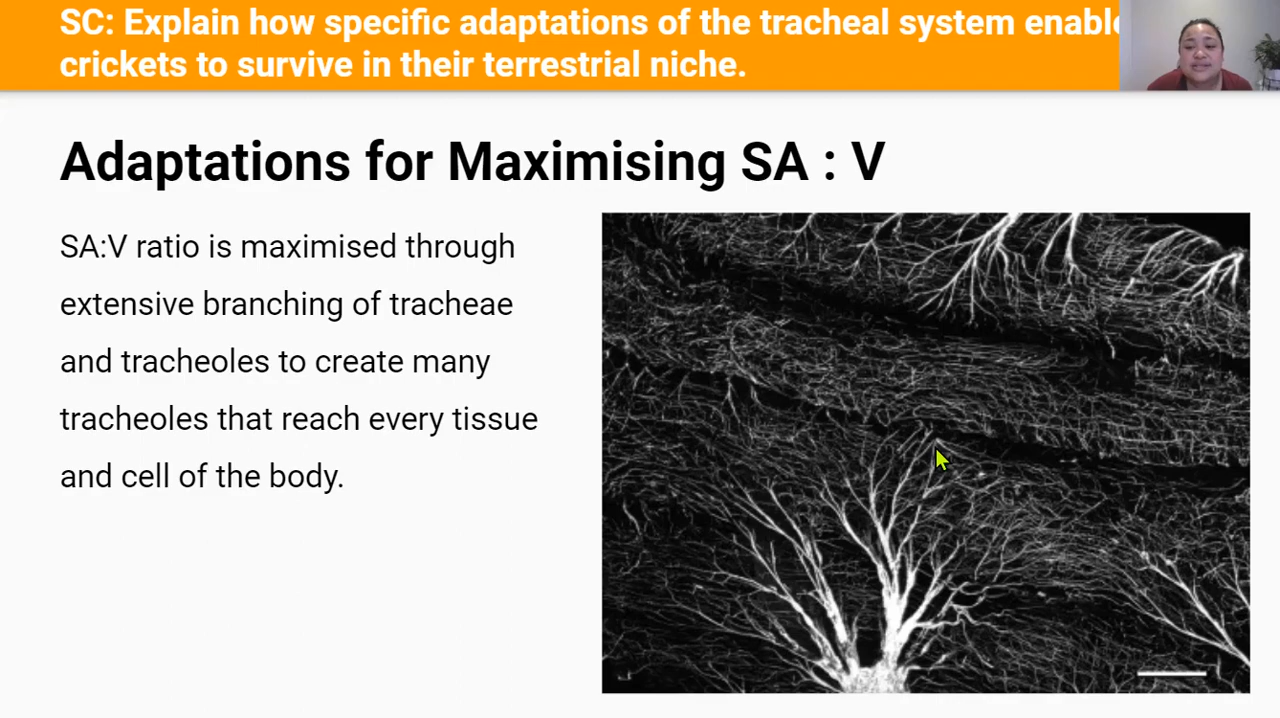 SC: Explain how specific adaptations of the tracheal system enable
crickets to survive in their terrestrial niche.
Adaptations for Maximising SA : V
SA:V ratio is maximised through
extensive branching of tracheae
and tracheoles to create many
tracheoles that reach every tissue
and cell of the body.